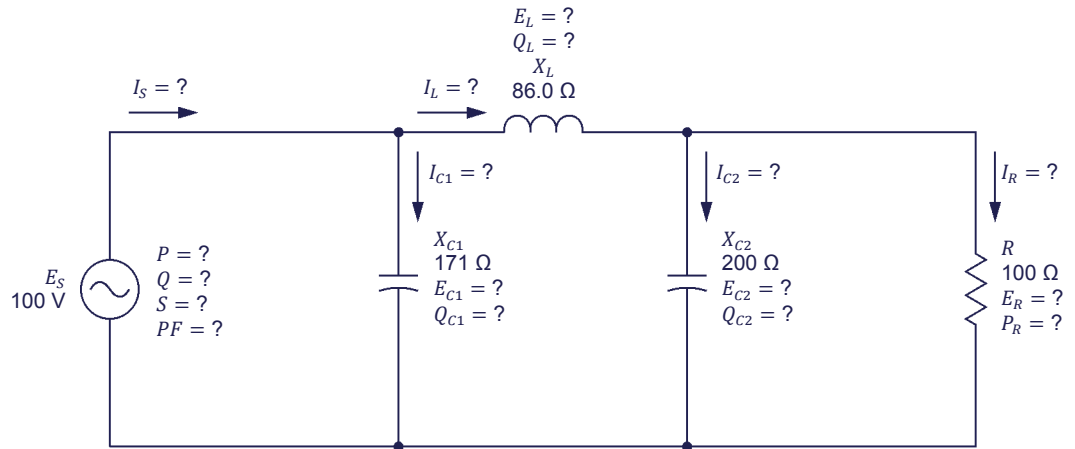 E_L = ?
Q_L = ?
X_L
86.0 Ω
I_S = ?
I_L = ?
I_C1 = ?
I_C2 = ?
I_R = ?
E_S
100 V
P = ?
Q = ?
S = ?
PF = ?
X_C1
171 Ω
E_C1 = ?
Q_C1 = ?
X_C2
200 Ω
E_C2 = ?
Q_C2 = ?
R
100 Ω
E_R = ?
P_R = ?